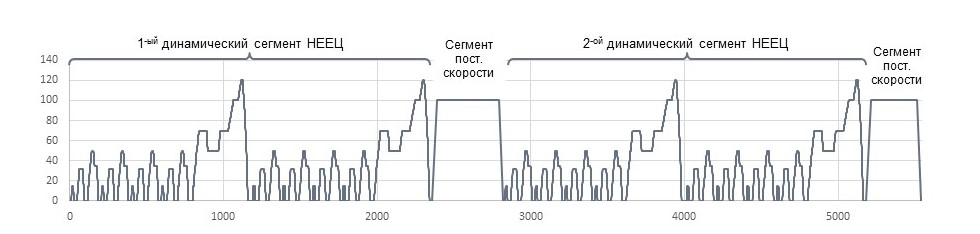 1-ый динамический сегмент НЕЕЦ
Сегмент
пост.
скорости
2-ой динамический сегмент НЕЕЦ
Сегмент
пост.
скорости
140
120
100
80
60
40
20
0
0 1000 2000 3000 4000 5000